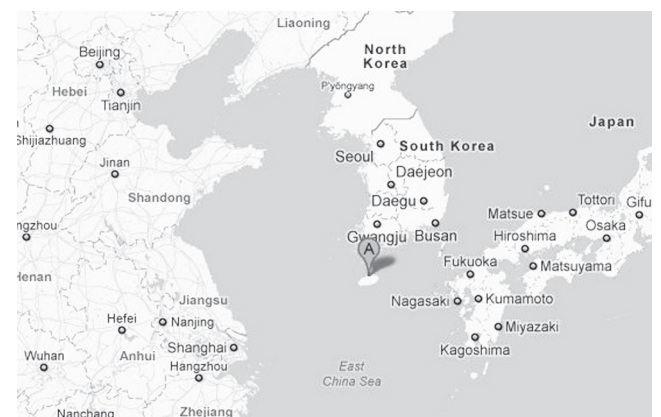 Liaoning
Beijing
North
Korea
Hebei
P'yŏngyang
Tianjin
Japan
Shijiazhuang
Seoul
South Korea
Jinan
Daejeon
Shandong
Daegu
Tottori
Gifu
Matsue
ngzhou
Gwangju
Busan
Hiroshima
Osaka
A
Fukuoka
Matsuyama
Henan
Jiangsu
Nagasaki
Kumamoto
Hefei
Nanjing
Miyazaki
Shanghai
Kagoshima
Wuhan
Anhui
Hangzhou
East
China Sea
Nanchang
Zhejiang